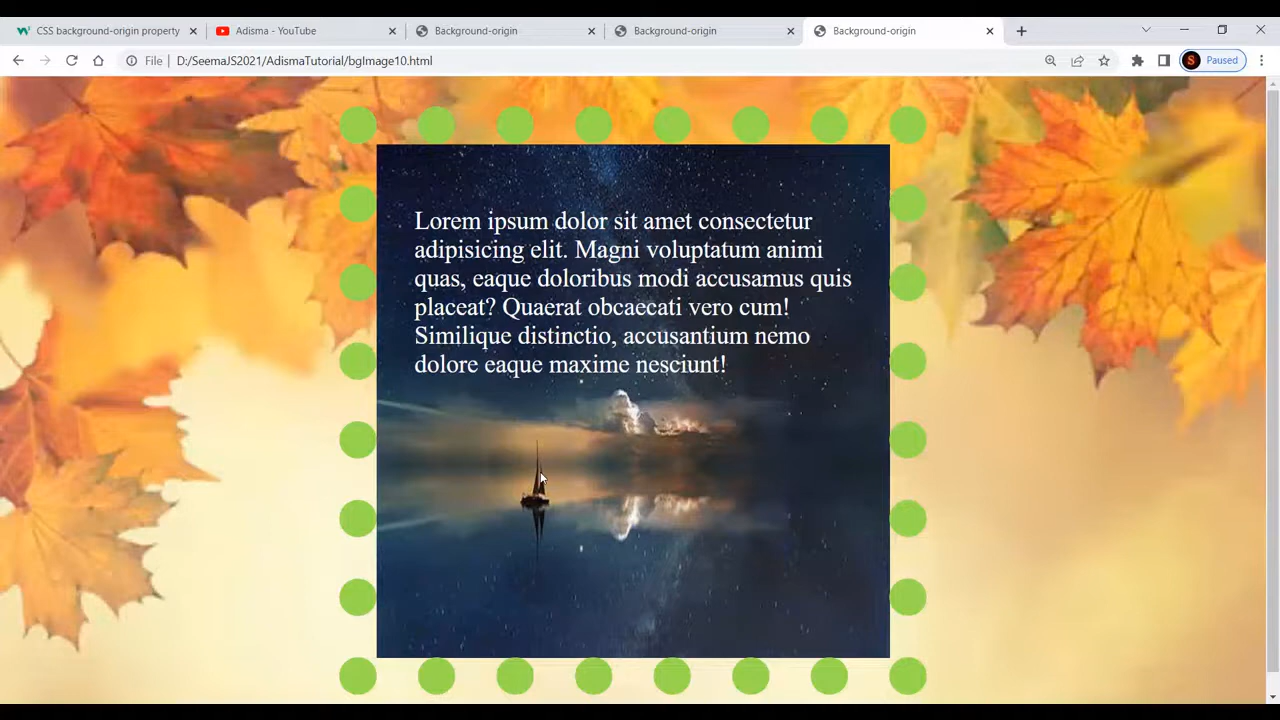 CSS background-origin property
Adisma - YouTube
Background-origin
Background-origin
Background-origin
File
D:/SeemaJS2021/AdismaTutorial/bgImage10.html
S
Paused
Lorem ipsum dolor sit amet consectetur
adipisicing elit. Magni voluptatum animi
quas, eaque doloribus modi accusamus quis
placeat? Quaerat obcaecati vero cum!
Similique distinctio, accusantium nemo
dolore eaque maxime nesciunt!